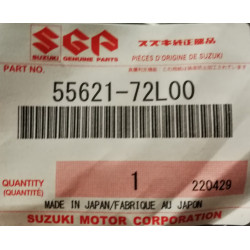 SGP スズキ純正部品
SUZUKI GENUINE PARTS PIÈCES D'ORIGINE DE SUZUKI
PART NO.
55621-72L00
QUANTITY
(QUANTITÉ) 1 220429
MADE IN JAPAN/FABRIQUE AU JAPON
SUZUKI MOTOR CORPORATION